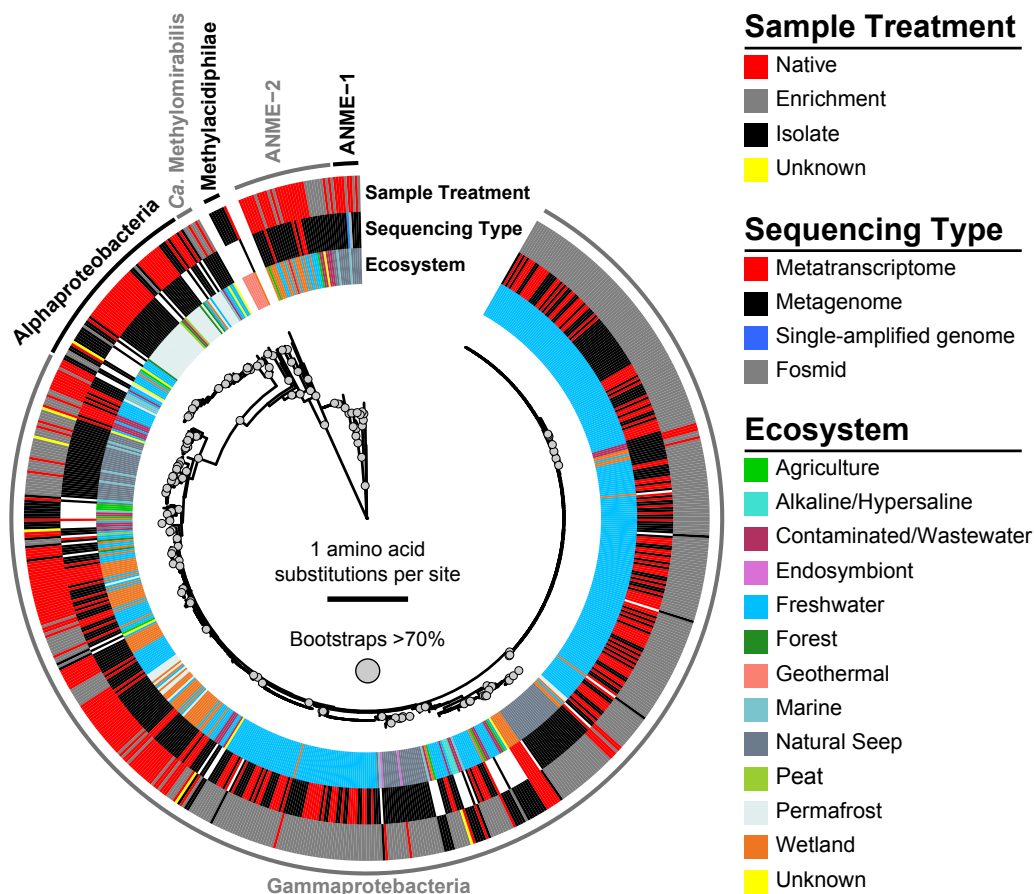 Ca. Methylomirabilis
Methylacidiphilae
ANME−2
ANME−1
Alphaproteobacteria
Gammaprotebacteria
Sample Treatment
Sequencing Type
Ecosystem
1 amino acid
substitutions per site
Bootstraps >70%
Sample Treatment
Native
Enrichment
Isolate
Unknown
Sequencing Type
Metatranscriptome
Metagenome
Single-amplified genome
Fosmid
Ecosystem
Agriculture
Alkaline/Hypersaline
Contaminated/Wastewater
Endosymbiont
Freshwater
Forest
Geothermal
Marine
Natural Seep
Peat
Permafrost
Wetland
Unknown